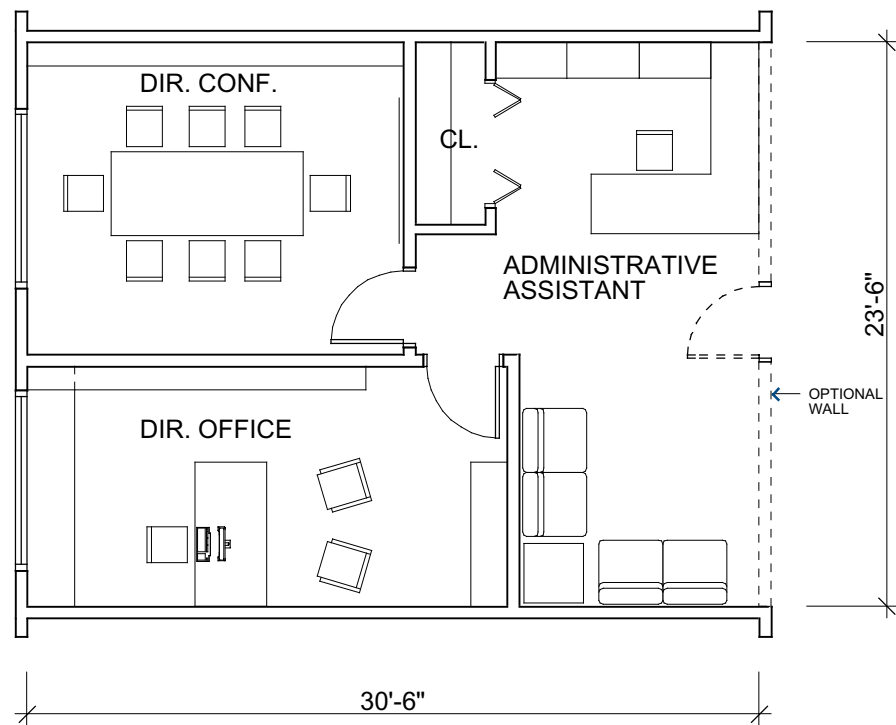 DIR. CONF.
CL.
ADMINISTRATIVE
ASSISTANT
23'-6"
OPTIONAL
WALL
DIR. OFFICE
30'-6"